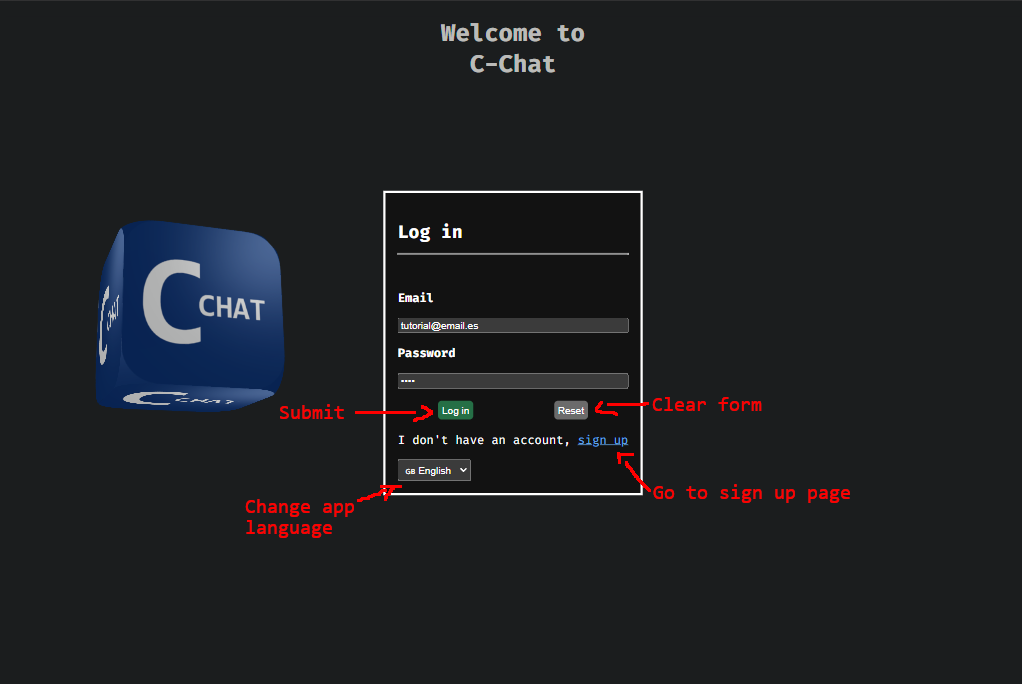 Welcome to
C-Chat
C CHAT
C CHAT
C CHAT
Log in
Email
tutorial@email.es
Password
····
Submit
Log in
Reset
Clear form
I don't have an account, sign up
GB English
Go to sign up page
Change app
language